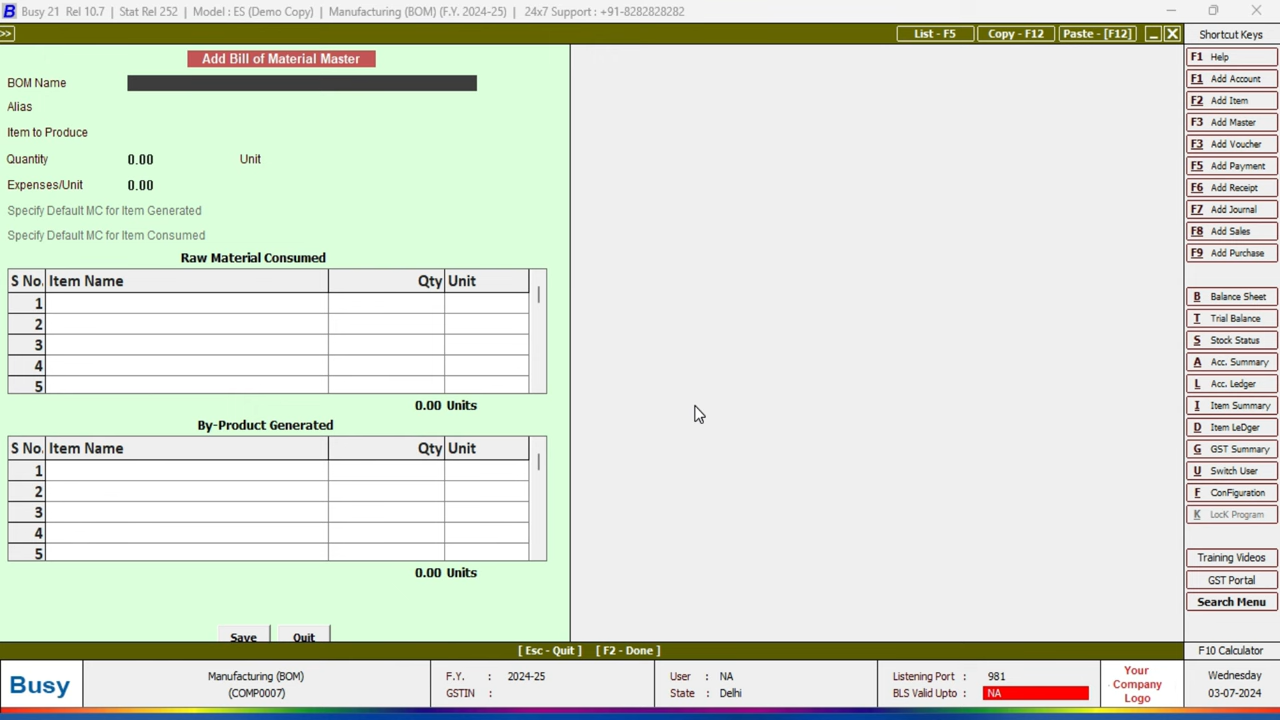 Busy 21 Rel 10.7 | Stat Rel 252 | Model : ES (Demo Copy) | Manufacturing (BOM) (F.Y. 2024-25) | 24x7 Support : +91-8282828282
>> List - F5 Copy - F12 Paste - [F12]
Shortcut Keys
Add Bill of Material Master
BOM Name
Alias
Item to Produce
Quantity 0.00 Unit
Expenses/Unit 0.00
Specify Default MC for Item Generated
Specify Default MC for Item Consumed
Raw Material Consumed
S No. Item Name Qty Unit
1
2
3
4
5
0.00 Units
By-Product Generated
S No. Item Name Qty Unit
1
2
3
4
5
0.00 Units
Save Quit
F1 Help
F1 Add Account
F2 Add Item
F3 Add Master
F3 Add Voucher
F5 Add Payment
F6 Add Receipt
F7 Add Journal
F8 Add Sales
F9 Add Purchase
B Balance Sheet
T Trial Balance
S Stock Status
A Acc. Summary
L Acc. Ledger
I Item Summary
D Item LeDger
G GST Summary
U Switch User
F ConFiguration
K LocK Program
Training Videos
GST Portal
Search Menu
[ Esc - Quit ] [ F2 - Done ]
F10 Calculator
Busy
Manufacturing (BOM)
(COMP0007)
F.Y. : 2024-25
GSTIN :
User : NA
State : Delhi
Listening Port : 981
BLS Valid Upto : NA
Your
Company
Logo
Wednesday
03-07-2024